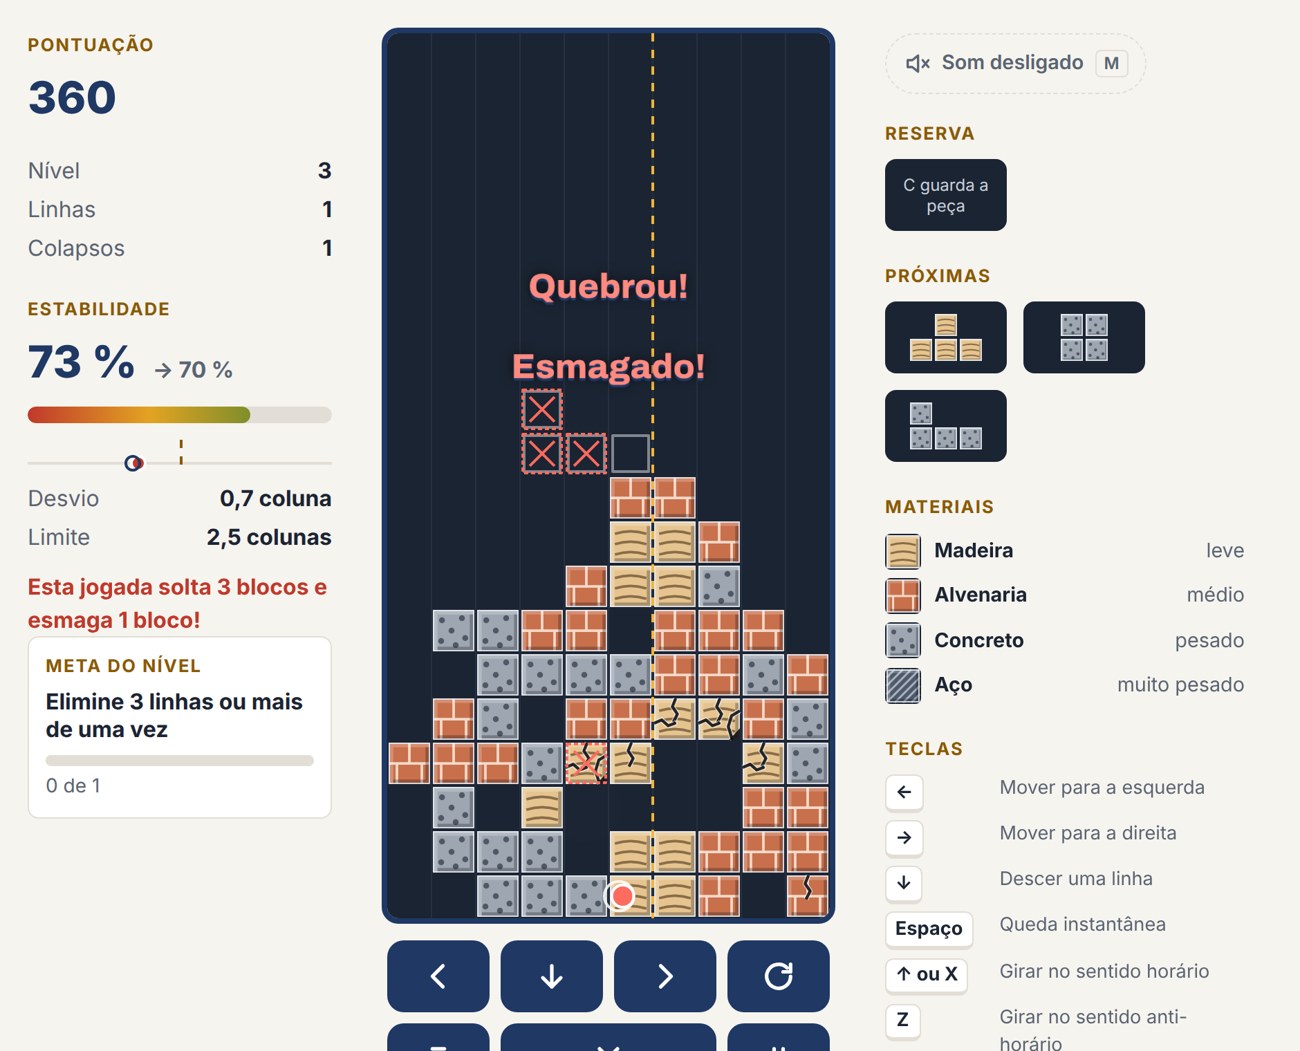 PONTUAÇÃO
360
Nível 3
Linhas 1
Colapsos 1
ESTABILIDADE
73 % → 70 %
Desvio 0,7 coluna
Limite 2,5 colunas
Esta jogada solta 3 blocos e
esmaga 1 bloco!
META DO NÍVEL
Elimine 3 linhas ou mais
de uma vez
0 de 1
Quebrou!
Esmagado!
Som desligado M
RESERVA
C guarda a
peça
PRÓXIMAS
MATERIAIS
Madeira leve
Alvenaria médio
Concreto pesado
Aço muito pesado
TECLAS
← Mover para a esquerda
→ Mover para a direita
↓ Descer uma linha
Espaço Queda instantânea
↑ ou X Girar no sentido horário
Z Girar no sentido anti-
horário